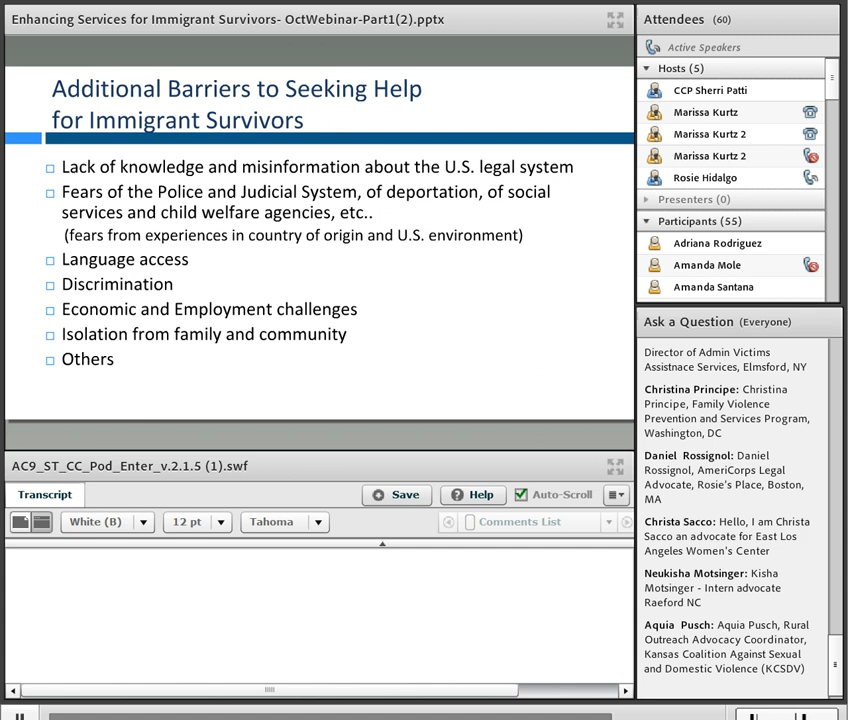 Enhancing Services for Immigrant Survivors- OctWebinar-Part1(2).pptx
Additional Barriers to Seeking Help
for Immigrant Survivors
Lack of knowledge and misinformation about the U.S. legal system
Fears of the Police and Judicial System, of deportation, of social
services and child welfare agencies, etc..
(fears from experiences in country of origin and U.S. environment)
Language access
Discrimination
Economic and Employment challenges
Isolation from family and community
Others
AC9_ST_CC_Pod_Enter_v.2.1.5 (1).swf
Transcript
Save
Help
Auto-Scroll
White (B)
12 pt
Tahoma
Comments List
Attendees (60)
Active Speakers
Hosts (5)
CCP Sherri Patti
Marissa Kurtz
Marissa Kurtz 2
Marissa Kurtz 2
Rosie Hidalgo
Presenters (0)
Participants (55)
Adriana Rodriguez
Amanda Mole
Amanda Santana
Ask a Question (Everyone)
Director of Admin Victims
Assistnace Services, Elmsford, NY
Christina Principe: Christina
Principe, Family Violence
Prevention and Services Program,
Washington, DC
Daniel Rossignol: Daniel
Rossignol, AmeriCorps Legal
Advocate, Rosie's Place, Boston,
MA
Christa Sacco: Hello, I am Christa
Sacco an advocate for East Los
Angeles Women's Center
Neukisha Motsinger: Kisha
Motsinger - Intern advocate
Raeford NC
Aquia Pusch: Aquia Pusch, Rural
Outreach Advocacy Coordinator,
Kansas Coalition Against Sexual
and Domestic Violence (KCSDV)